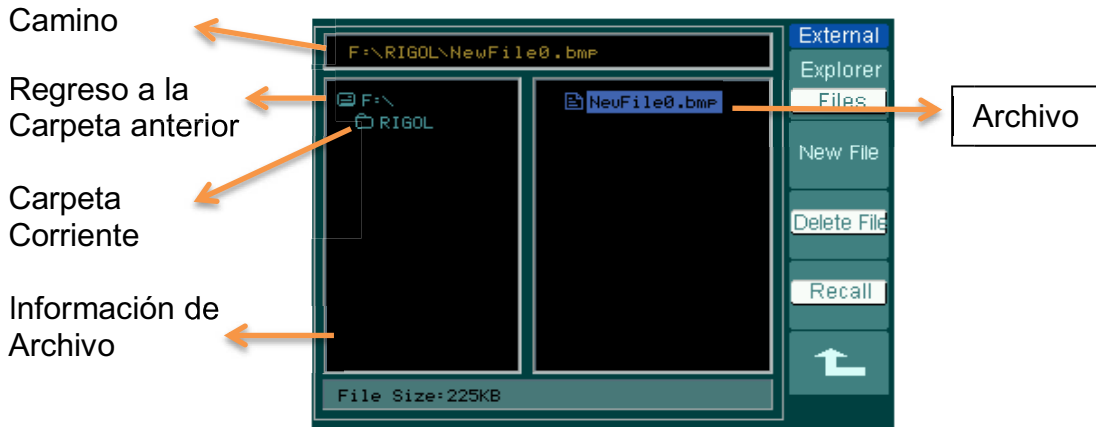 Camino
Regreso a la
Carpeta anterior
Carpeta
Corriente
Información de
Archivo
F:\RIGOL\NewFile0.bmp
F:\
RIGOL
NewFile0.bmp
File Size:225KB
External
Explorer
Files
New File
Delete File
Recall
Archivo